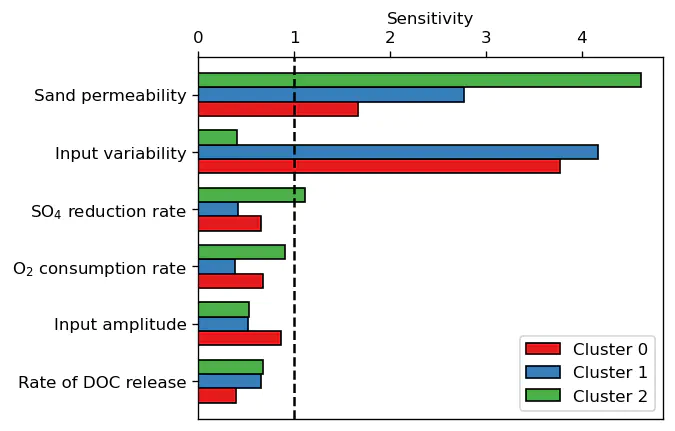 Sensitivity
0 1 2 3 4
Sand permeability
Input variability
SO₄ reduction rate
O₂ consumption rate
Input amplitude
Rate of DOC release
Cluster 0
Cluster 1
Cluster 2